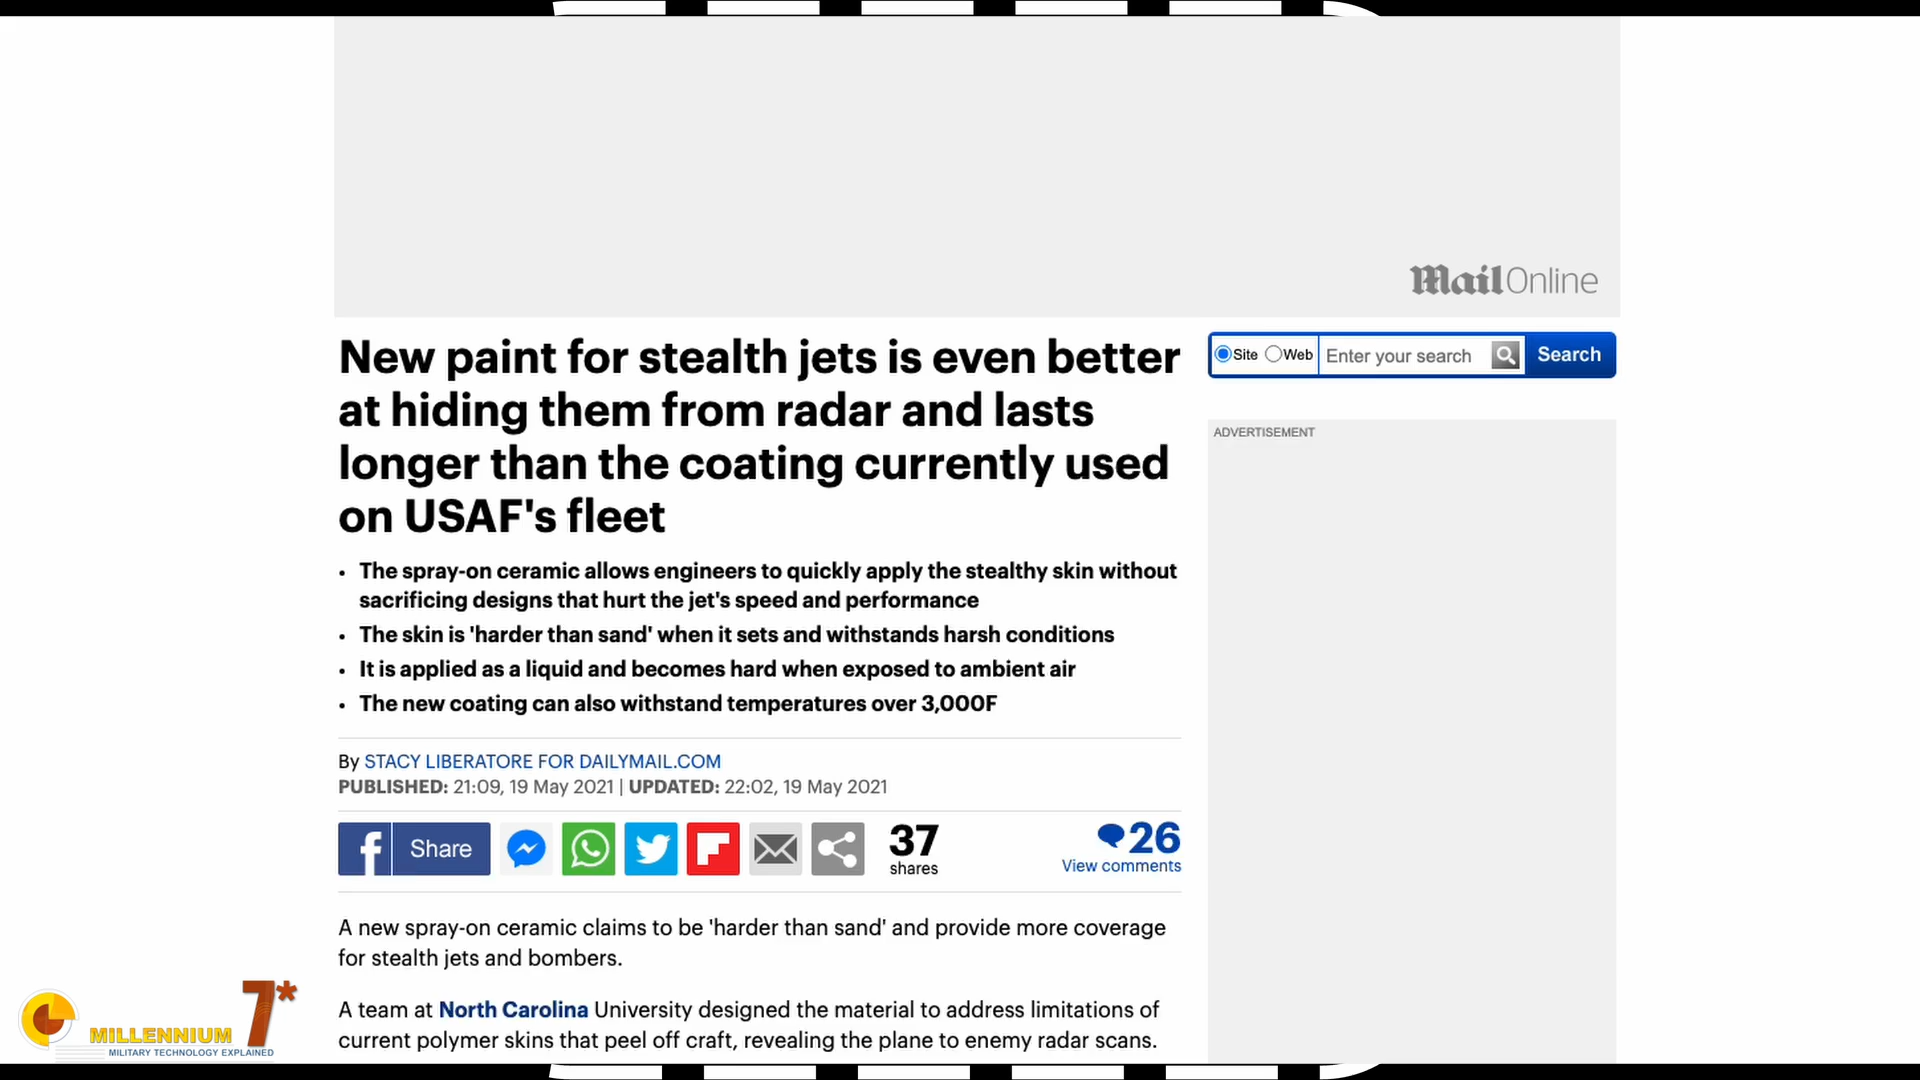 Mail Online
New paint for stealth jets is even better
at hiding them from radar and lasts
longer than the coating currently used
on USAF's fleet
Site Web Enter your search Search
ADVERTISEMENT
• The spray-on ceramic allows engineers to quickly apply the stealthy skin without
sacrificing designs that hurt the jet's speed and performance
• The skin is 'harder than sand' when it sets and withstands harsh conditions
• It is applied as a liquid and becomes hard when exposed to ambient air
• The new coating can also withstand temperatures over 3,000F
By STACY LIBERATORE FOR DAILYMAIL.COM
PUBLISHED: 21:09, 19 May 2021 | UPDATED: 22:02, 19 May 2021
f Share
37
shares
26
View comments
A new spray-on ceramic claims to be 'harder than sand' and provide more coverage
for stealth jets and bombers.
A team at North Carolina University designed the material to address limitations of
current polymer skins that peel off craft, revealing the plane to enemy radar scans.
MILLENNIUM 7*
MILITARY TECHNOLOGY EXPLAINED